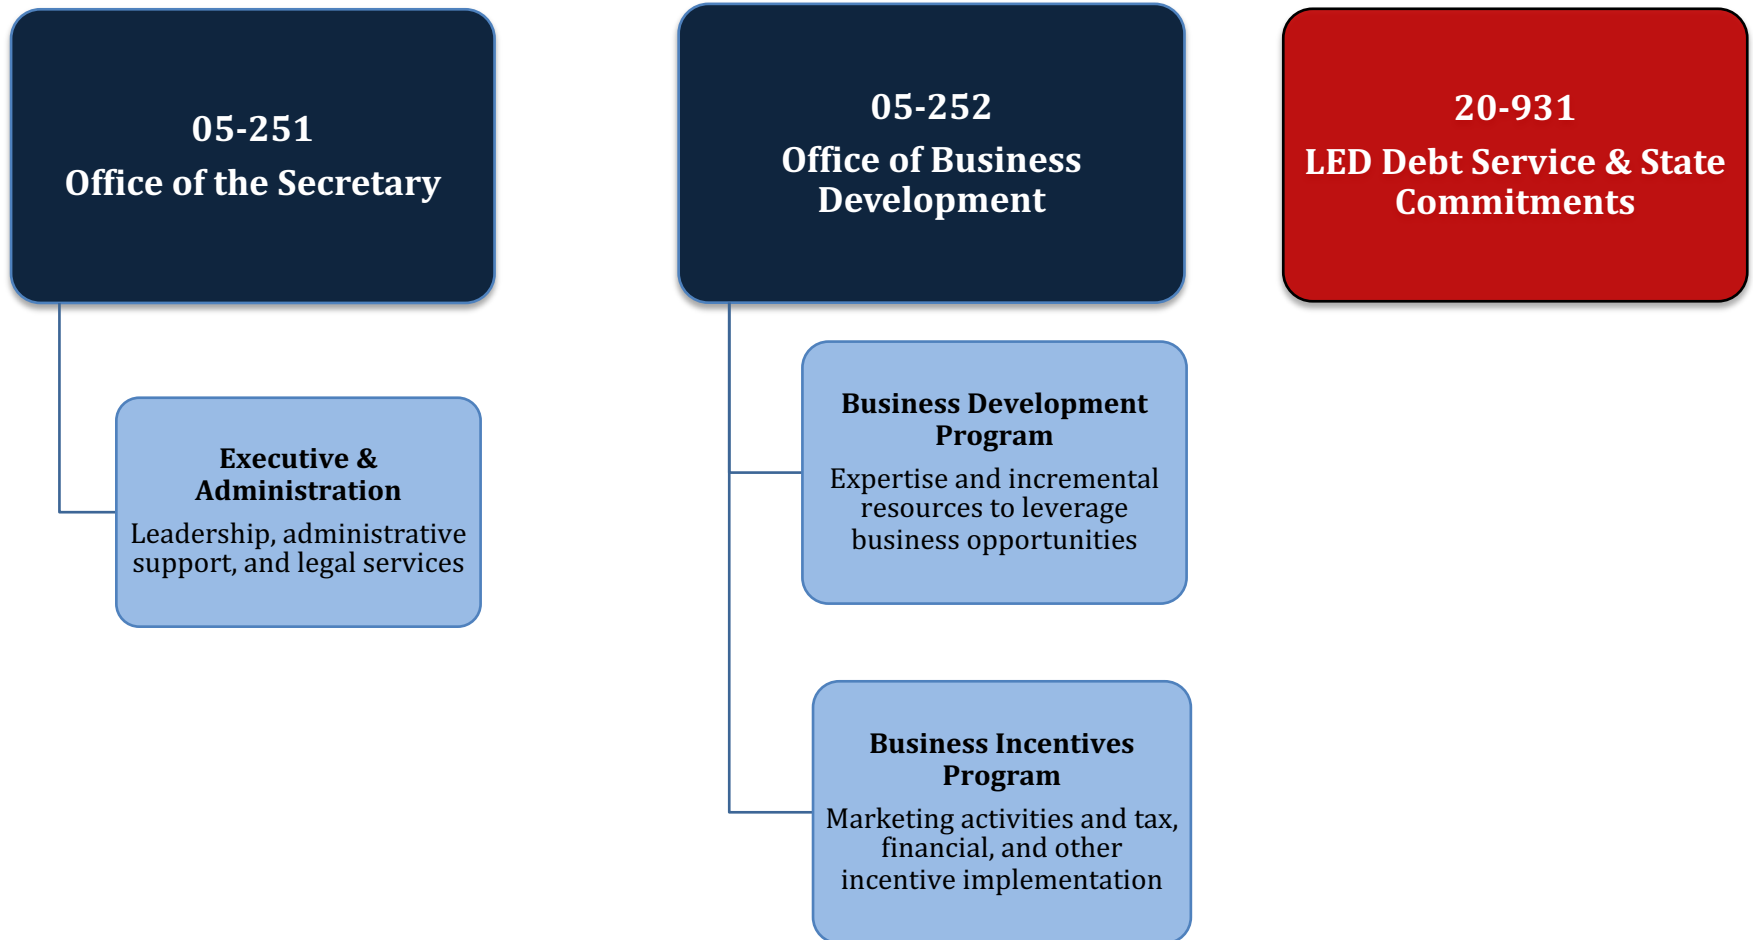 05-251
Office of the Secretary
Executive &
Administration
Leadership, administrative
support, and legal services
05-252
Office of Business
Development
Business Development
Program
Expertise and incremental
resources to leverage
business opportunities
Business Incentives
Program
Marketing activities and tax,
financial, and other
incentive implementation
20-931
LED Debt Service & State
Commitments